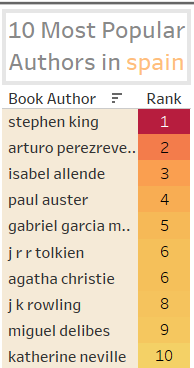 10 Most Popular
Authors in spain
Book Author Rank
stephen king 1
arturo perezreve.. 2
isabel allende 3
paul auster 4
gabriel garcia m.. 5
j r r tolkien 6
agatha christie 6
j k rowling 8
miguel delibes 9
katherine neville 10